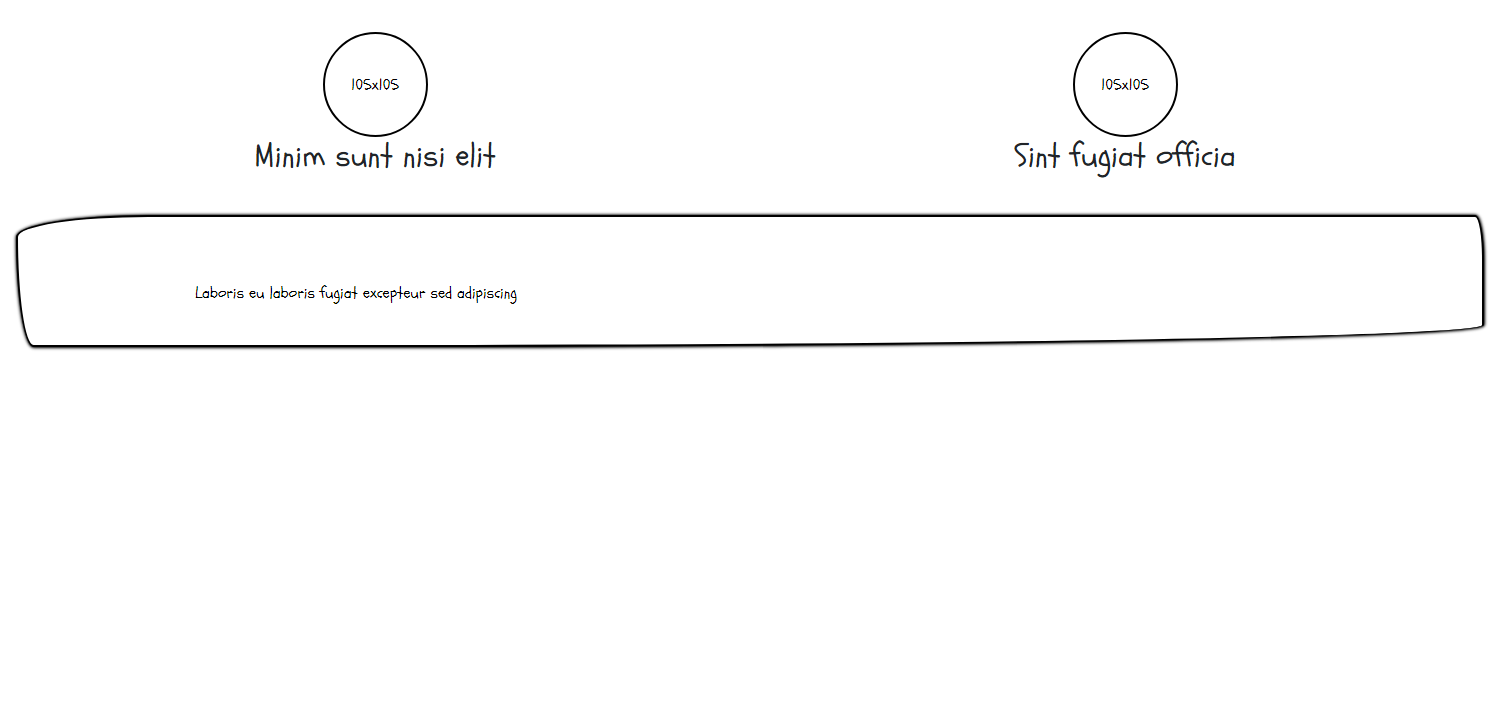 105x105
105x105
Minim sunt nisi elit
Sint fugiat officia
Laboris eu laboris fugiat excepteur sed adipiscing